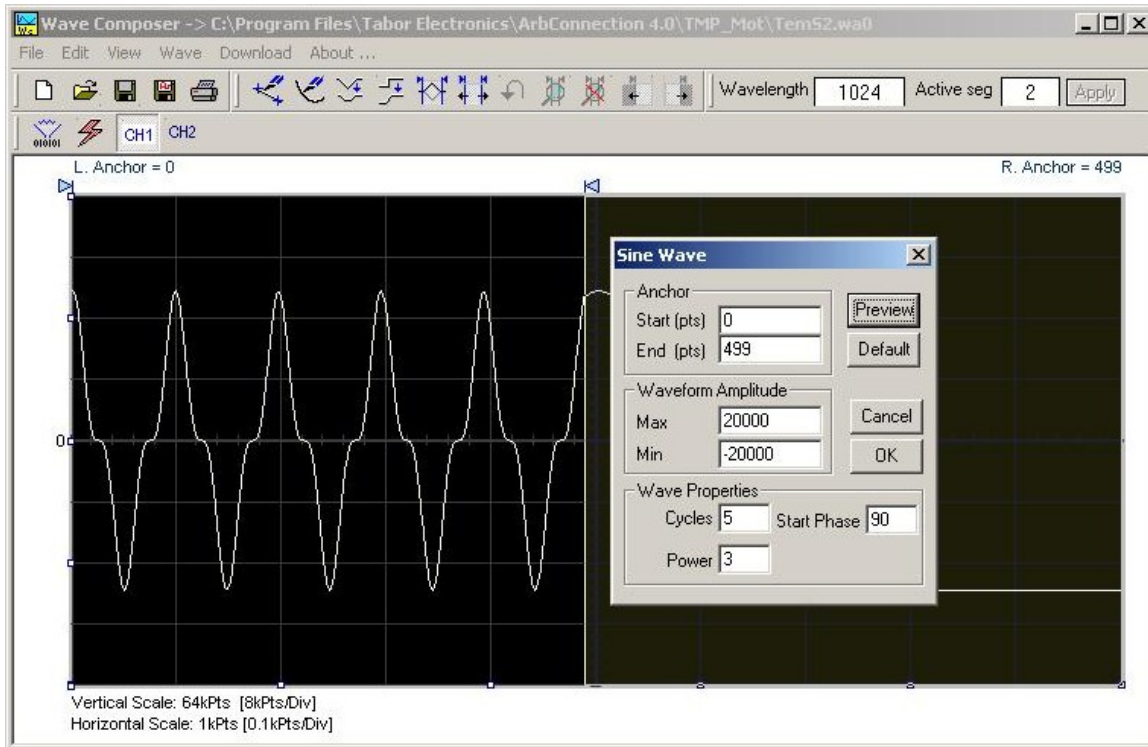 Wave Composer -> C:\Program Files\Tabor Electronics\ArbConnection 4.0\TMP_Mot\Tem52.wa0
File Edit View Wave Download About ...
Wavelength 1024 Active seg 2 Apply
010101 CH1 CH2
L. Anchor = 0 R. Anchor = 499
Sine Wave
Anchor
Start (pts) 0
End (pts) 499
Preview
Default
Waveform Amplitude
Max 20000
Min -20000
Cancel
OK
0
Wave Properties
Cycles 5 Start Phase 90
Power 3
Vertical Scale: 64kPts [8kPts/Div]
Horizontal Scale: 1kPts [0.1kPts/Div]